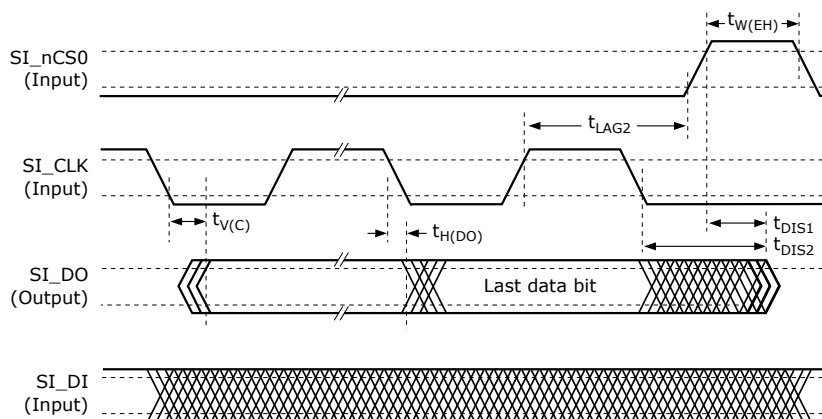 SI_nCS0
(Input)
tW(EH)
tLAG2
SI_CLK
(Input)
tV(C)
tH(DO)
tDIS1
tDIS2
SI_DO
(Output)
Last data bit
SI_DI
(Input)